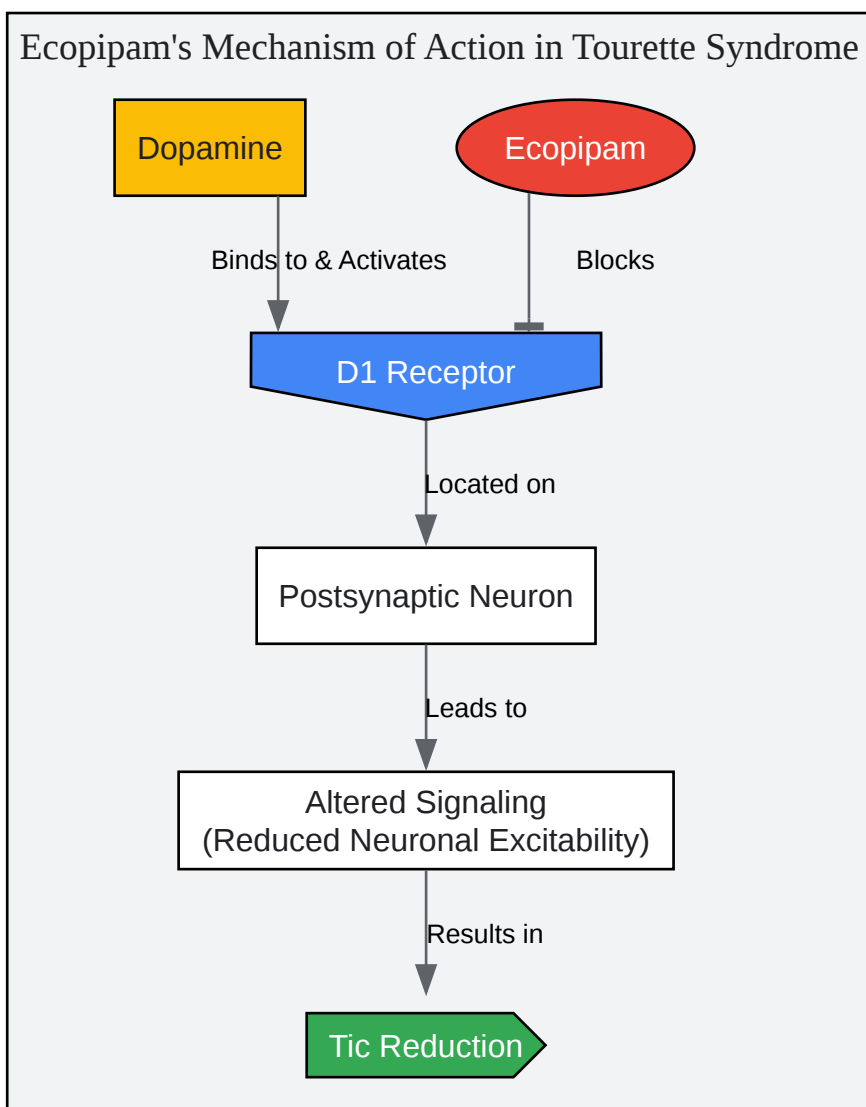 Ecopipam's Mechanism of Action in Tourette Syndrome
Dopamine
Ecopipam
Binds to & Activates
Blocks
D1 Receptor
Located on
Postsynaptic Neuron
Leads to
Altered Signaling
(Reduced Neuronal Excitability)
Results in
Tic Reduction